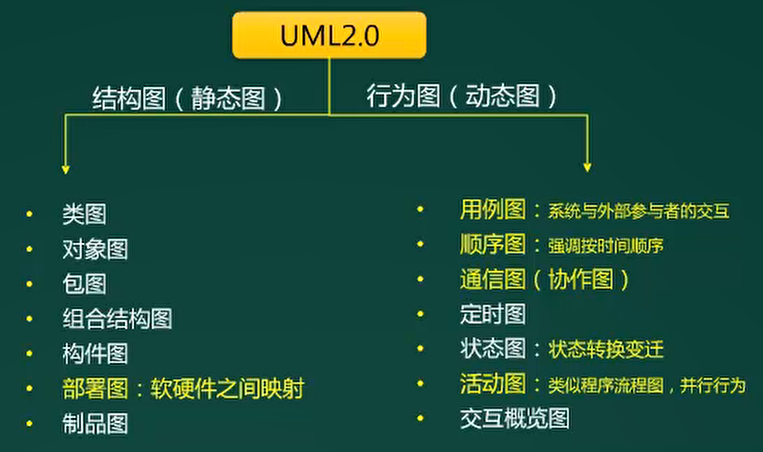 UML2.0
结构图（静态图）
行为图（动态图）
• 类图
• 对象图
• 包图
• 组合结构图
• 构件图
• 部署图：软硬件之间映射
• 制品图
• 用例图：系统与外部参与者的交互
• 顺序图：强调按时间顺序
• 通信图（协作图）
• 定时图
• 状态图：状态转换变迁
• 活动图：类似程序流程图，并行行为
• 交互概览图